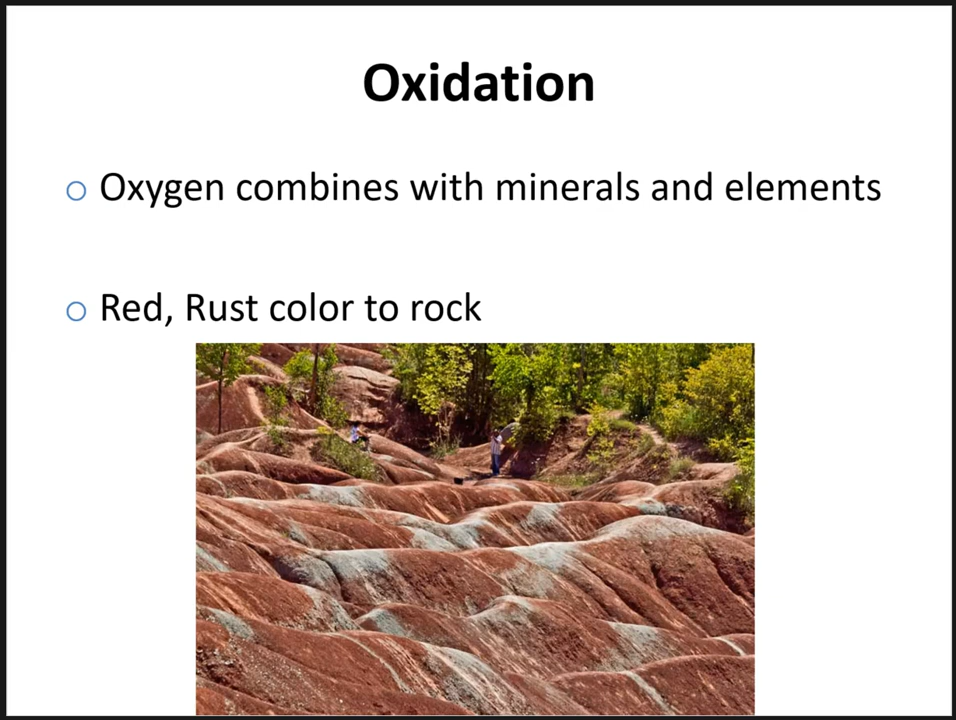 Oxidation
Oxygen combines with minerals and elements
Red, Rust color to rock